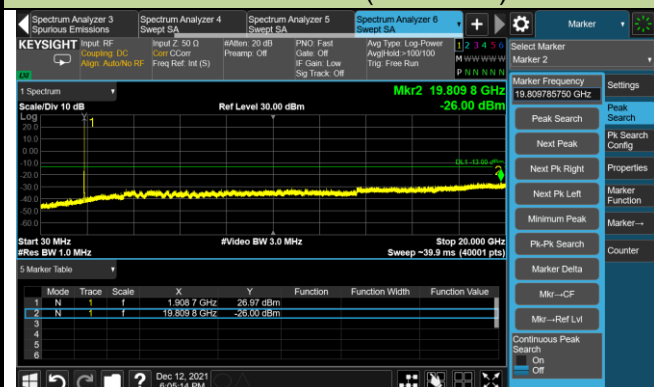 Spectrum Analyzer 3
Spurious Emissions
Spectrum Analyzer 4
Swept SA
Spectrum Analyzer 5
Swept SA
Spectrum Analyzer 6
Swept SA
Marker
KEYSIGHT
Input: RF
Coupling: DC
Align: Auto/No RF
Input Z: 50 Ω
Corr CCorr
Freq Ref: Int (S)
#Atten: 20 dB
Preamp: Off
PNO: Fast
Gate: Off
IF Gain: Low
Sig Track: Off
Avg Type: Log-Power
Avg|Hold:>100/100
Trig: Free Run
1 2 3 4 5 6
M W W W W W
P N N N N N
LXI
Select Marker
Marker 2
1 Spectrum
Scale/Div 10 dB
Ref Level 30.00 dBm
Mkr2 19.809 8 GHz
-26.00 dBm
Log
20.0
10.0
0.00
-10.0
-20.0
-30.0
-40.0
-50.0
-60.0
1
DL1 -13.00 dBm
2
Start 30 MHz
#Res BW 1.0 MHz
#Video BW 3.0 MHz
Stop 20.000 GHz
Sweep ~39.9 ms (40001 pts)
5 Marker Table
Mode Trace Scale X Y Function Function Width Function Value
1 N 1 f 1.908 7 GHz 26.97 dBm
2 N 1 f 19.809 8 GHz -26.00 dBm
3
4
5
6
Marker Frequency
19.809785750 GHz
Peak Search
Next Peak
Next Pk Right
Next Pk Left
Minimum Peak
Pk-Pk Search
Marker Delta
Mkr→CF
Mkr→Ref Lvl
Continuous Peak
Search
On
Off
Settings
Peak
Search
Pk Search
Config
Properties
Marker
Function
Marker→
Counter
?
Dec 12, 2021
6:05:14 PM